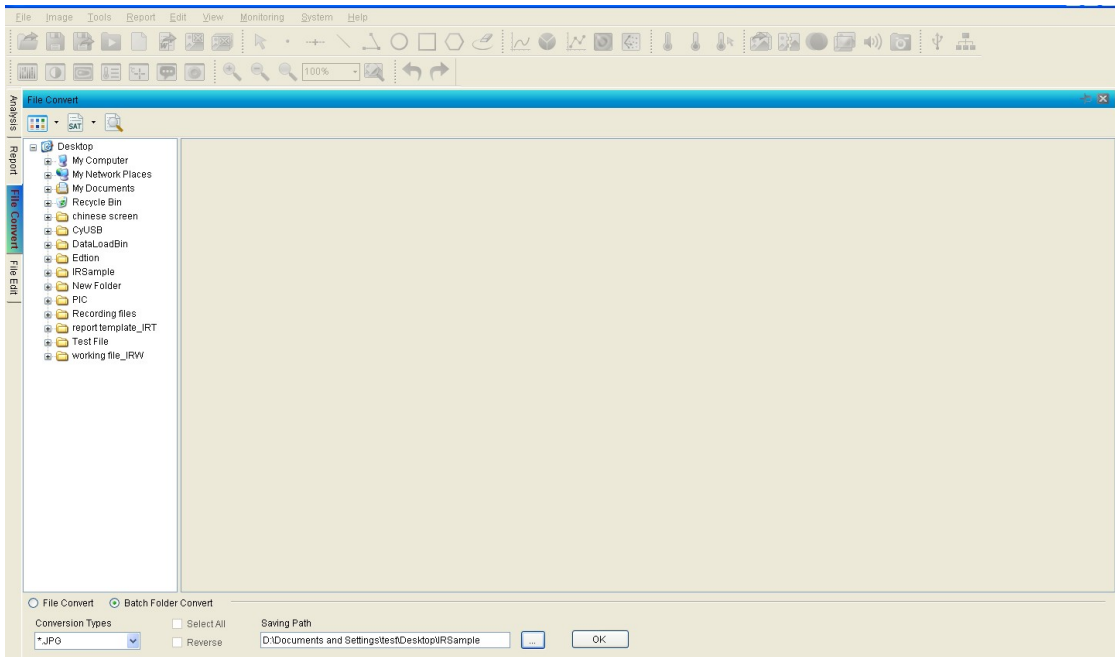 File Image Tools Report Edit View Monitoring System Help
100%
File Convert
SAT
Analysis
Report
File Convert
File Edit
Desktop
My Computer
My Network Places
My Documents
Recycle Bin
chinese screen
CyUSB
DataLoadBin
Edtion
IRSample
New Folder
PIC
Recording files
report template_IRT
Test File
working file_IRW
File Convert Batch Folder Convert
Conversion Types Select All Saving Path
*.JPG Reverse D:\Documents and Settings\test\Desktop\IRSample ... OK